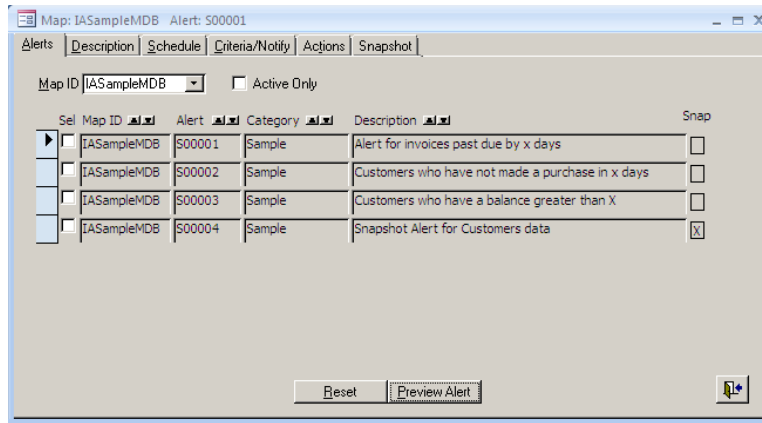 Map: IASampleMDB Alert: S00001
Alerts Description Schedule Criteria/Notify Actions Snapshot
Map ID IASampleMDB Active Only
Sel Map ID Alert Category Description Snap
IASampleMDB S00001 Sample Alert for invoices past due by x days
IASampleMDB S00002 Sample Customers who have not made a purchase in x days
IASampleMDB S00003 Sample Customers who have a balance greater than X
IASampleMDB S00004 Sample Snapshot Alert for Customers data X
Reset Preview Alert